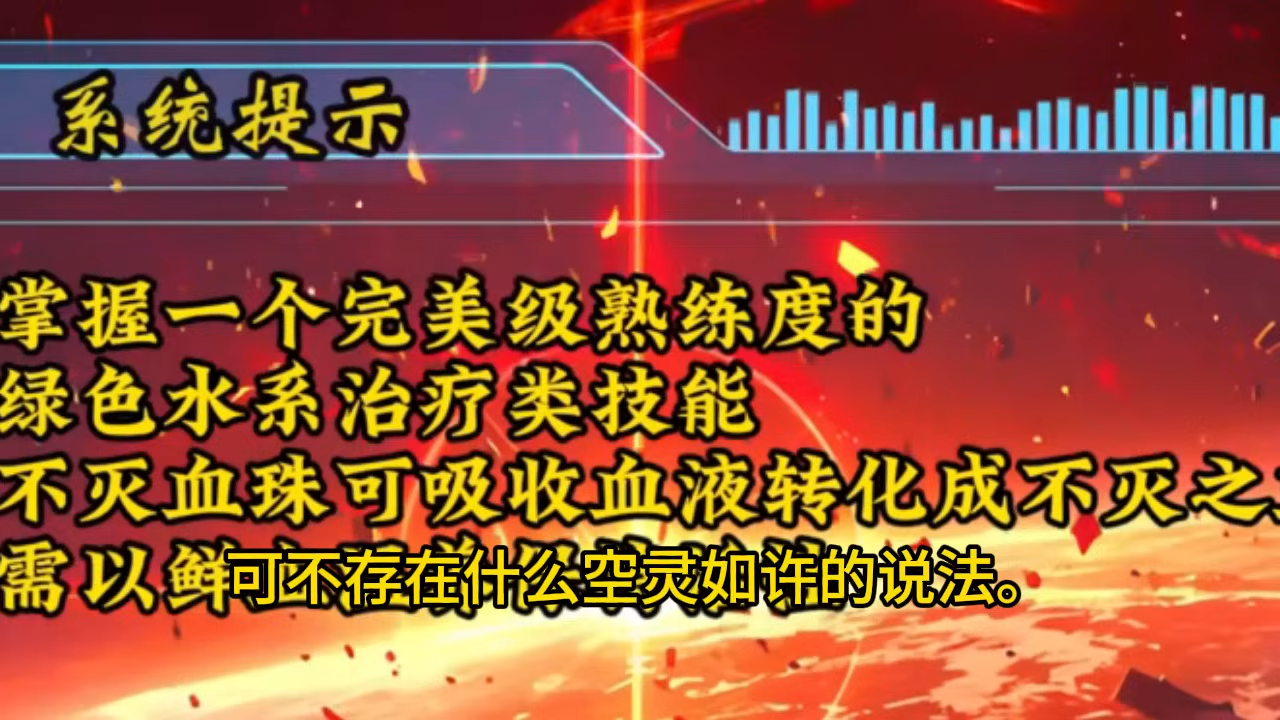 系统提示
掌握一个完美级熟练度的
绿色水系治疗类技能
不灭血珠可吸收血液转化成不灭之
需以鲜
可不存在什么空灵如许的说法。